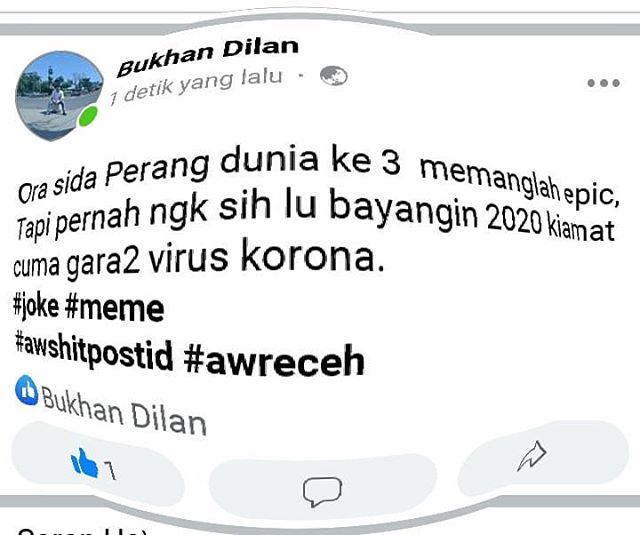 Bukhan Dilan
1 detik yang lalu ·
Ora sida Perang dunia ke 3 memanglah epic,
Tapi pernah ngk sih lu bayangin 2020 kiamat
cuma gara2 virus korona.
#joke #meme
#awshitpostid #awreceh
Bukhan Dilan
1